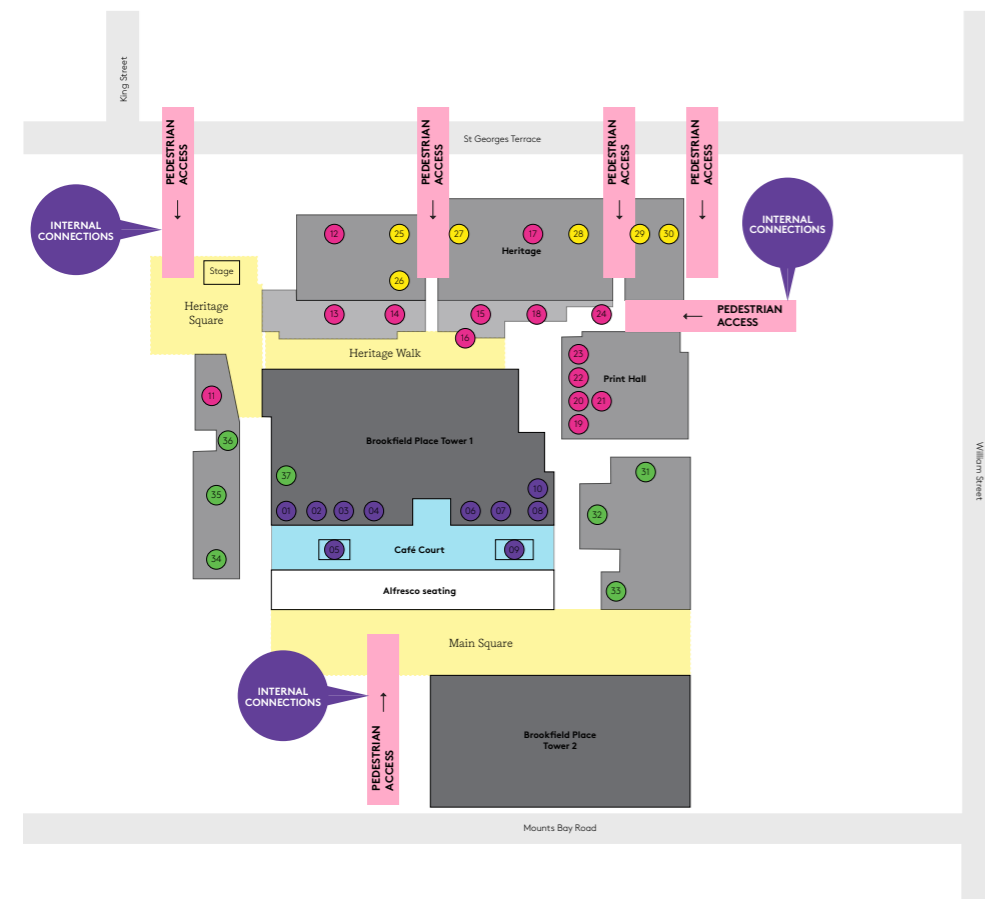 King Street
St Georges Terrace
PEDESTRIAN
ACCESS
PEDESTRIAN
ACCESS
PEDESTRIAN
ACCESS
PEDESTRIAN
ACCESS
INTERNAL
CONNECTIONS
INTERNAL
CONNECTIONS
12
25
27
17
28
29
30
Heritage
Stage
26
Heritage
Square
13
14
15
18
24
PEDESTRIAN
ACCESS
16
Heritage Walk
23
22
Print Hall
20
21
19
11
36
Brookfield Place Tower 1
William Street
37
31
35
10
01
02
03
04
06
07
08
32
05
Café Court
09
34
Alfresco seating
33
Main Square
INTERNAL
CONNECTIONS
PEDESTRIAN
ACCESS
Brookfield Place
Tower 2
Mounts Bay Road